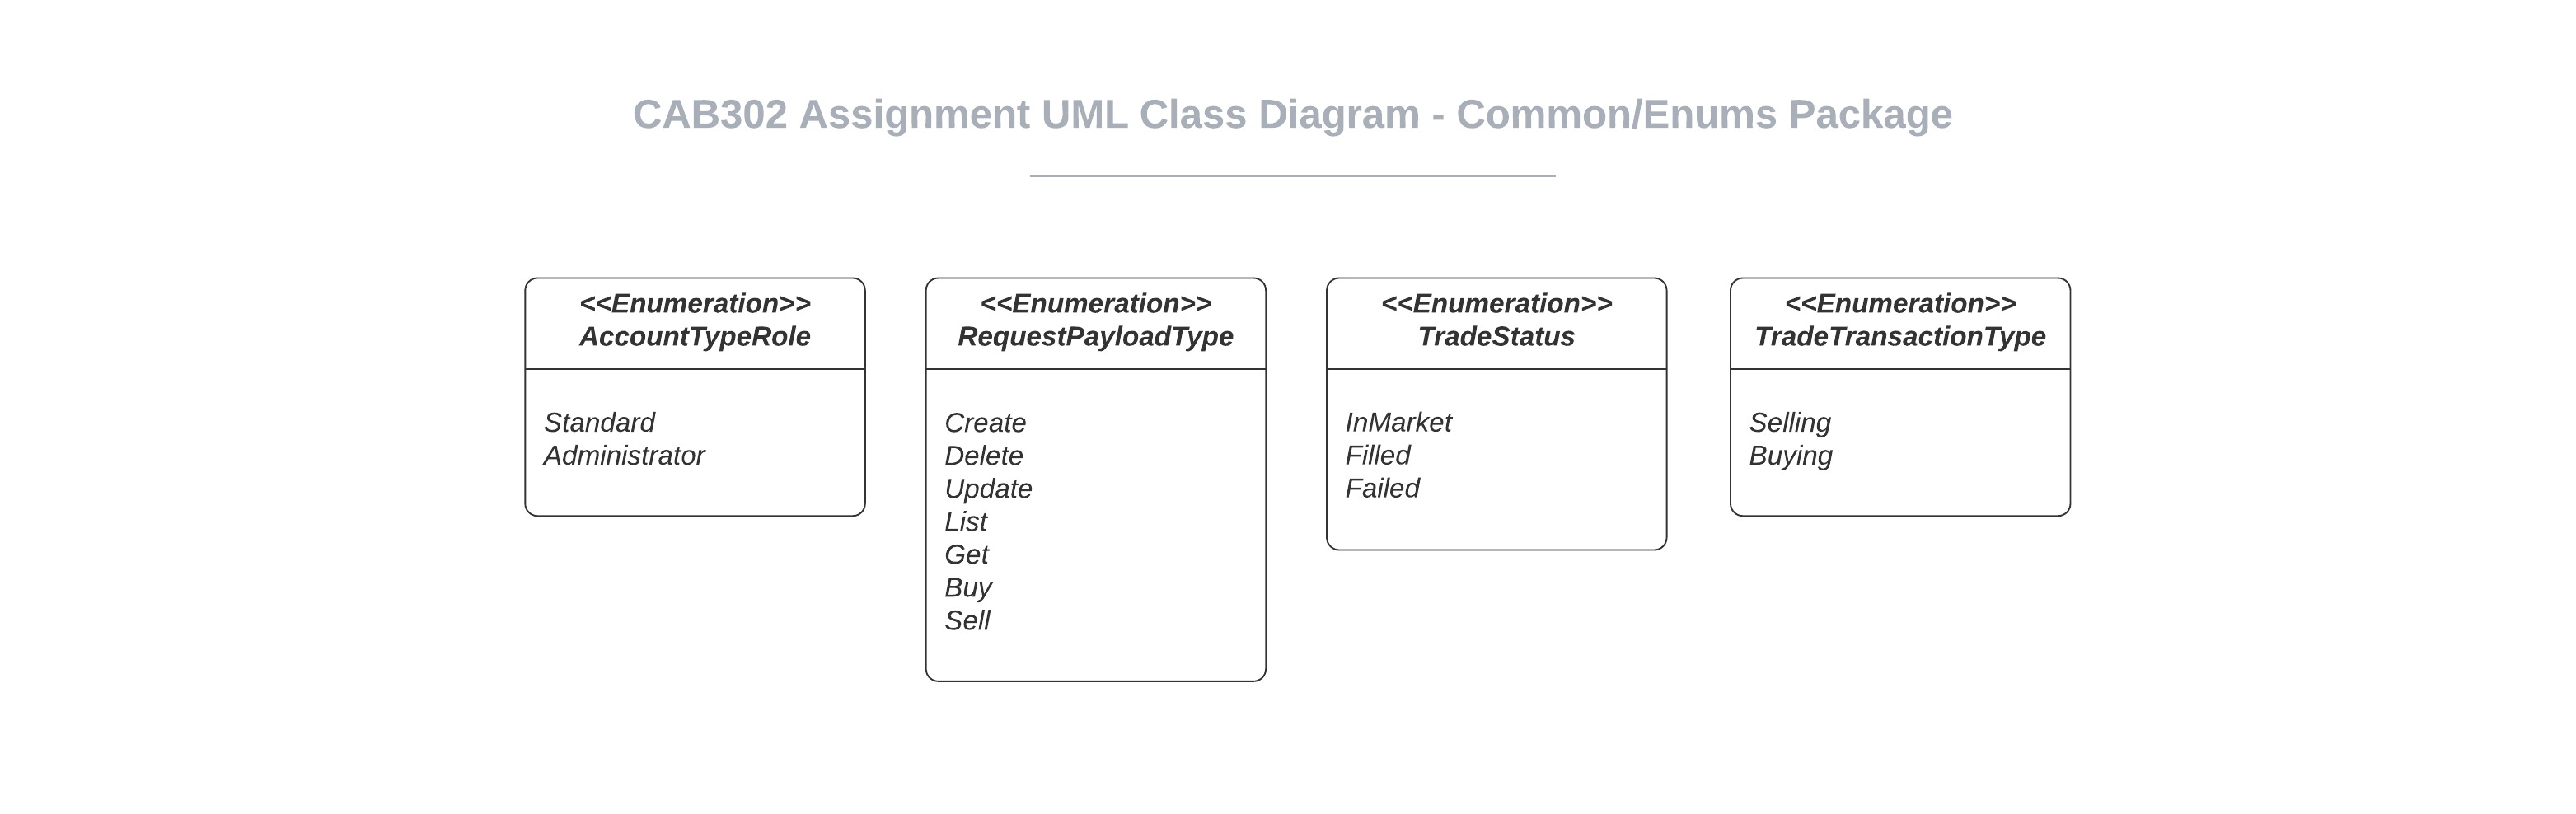 CAB302 Assignment UML Class Diagram - Common/Enums Package
<<Enumeration>>
AccountTypeRole
Standard
Administrator
<<Enumeration>>
RequestPayloadType
Create
Delete
Update
List
Get
Buy
Sell
<<Enumeration>>
TradeStatus
InMarket
Filled
Failed
<<Enumeration>>
TradeTransactionType
Selling
Buying